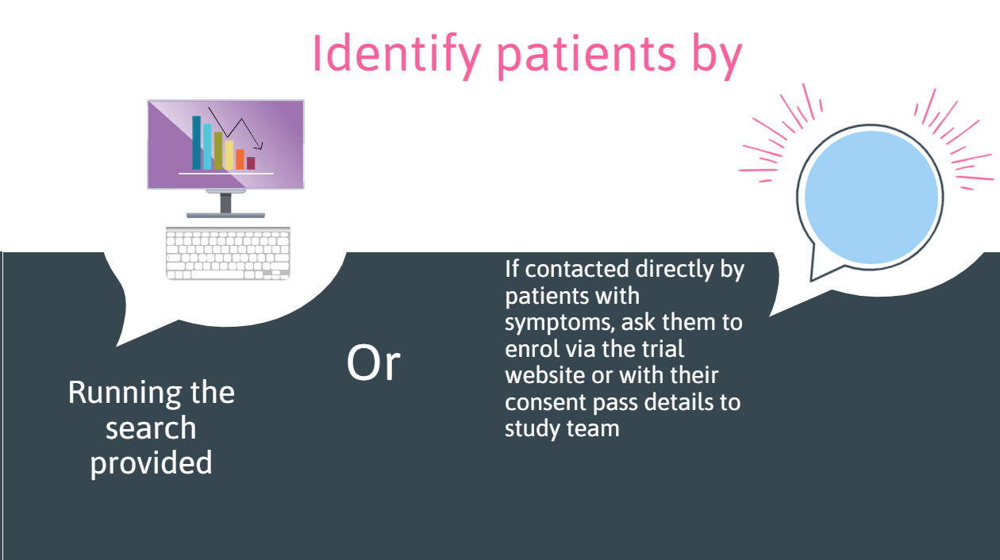 Identify patients by
Running the
search
provided
Or
If contacted directly by
patients with
symptoms, ask them to
enrol via the trial
website or with their
consent pass details to
study team